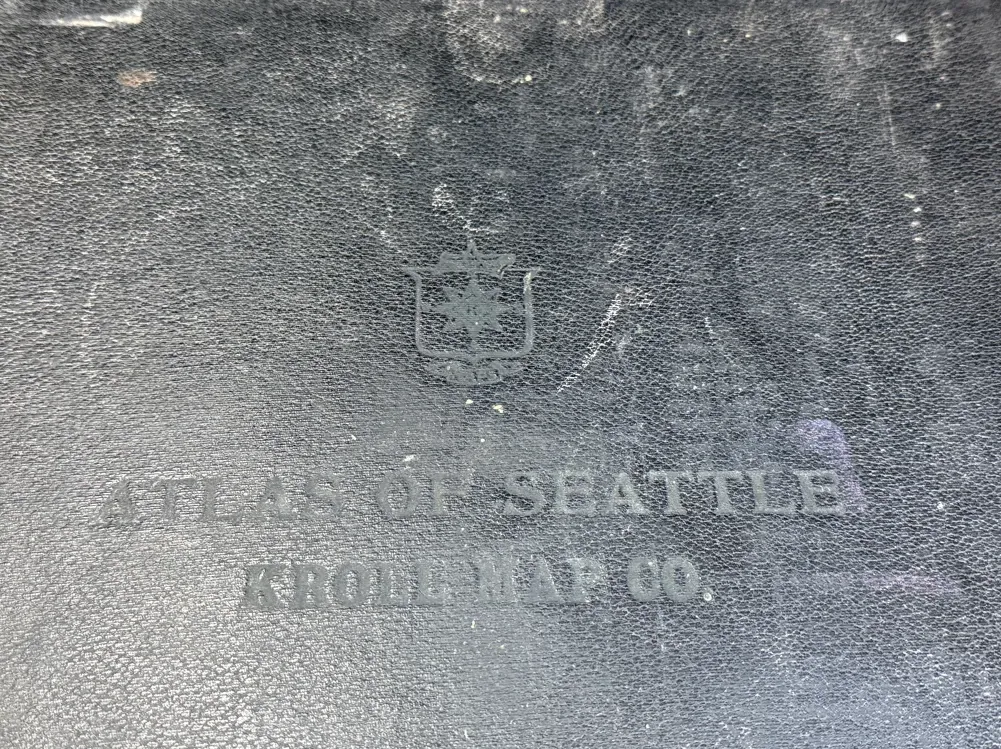 ATLAS OF SEATTLE
KROLL MAP CO.